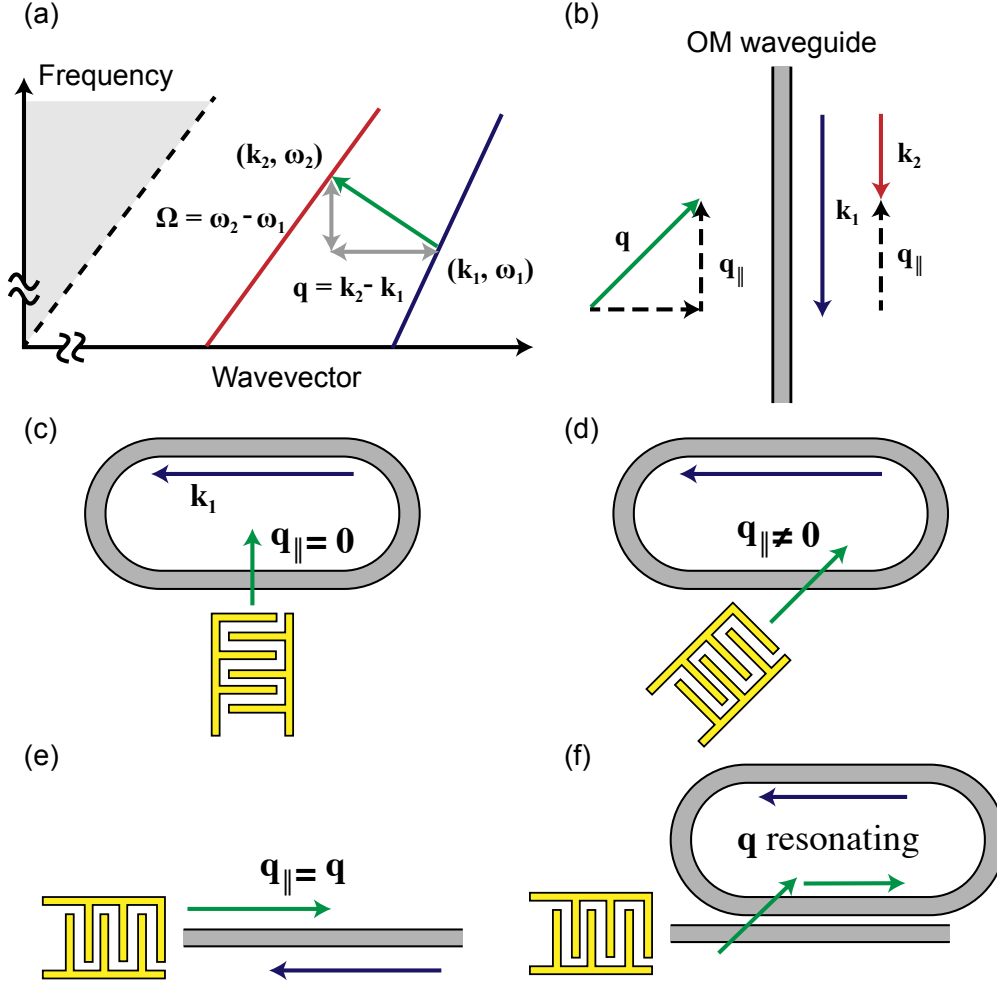 (a)
Frequency
(k₂, ω₂)
Ω = ω₂ - ω₁
q = k₂ - k₁
(k₁, ω₁)
Wavevector
(b)
OM waveguide
k₂
k₁
q
q∥
q∥
(c)
k₁
q∥ = 0
(d)
q∥ ≠ 0
(e)
q∥ = q
(f)
q resonating